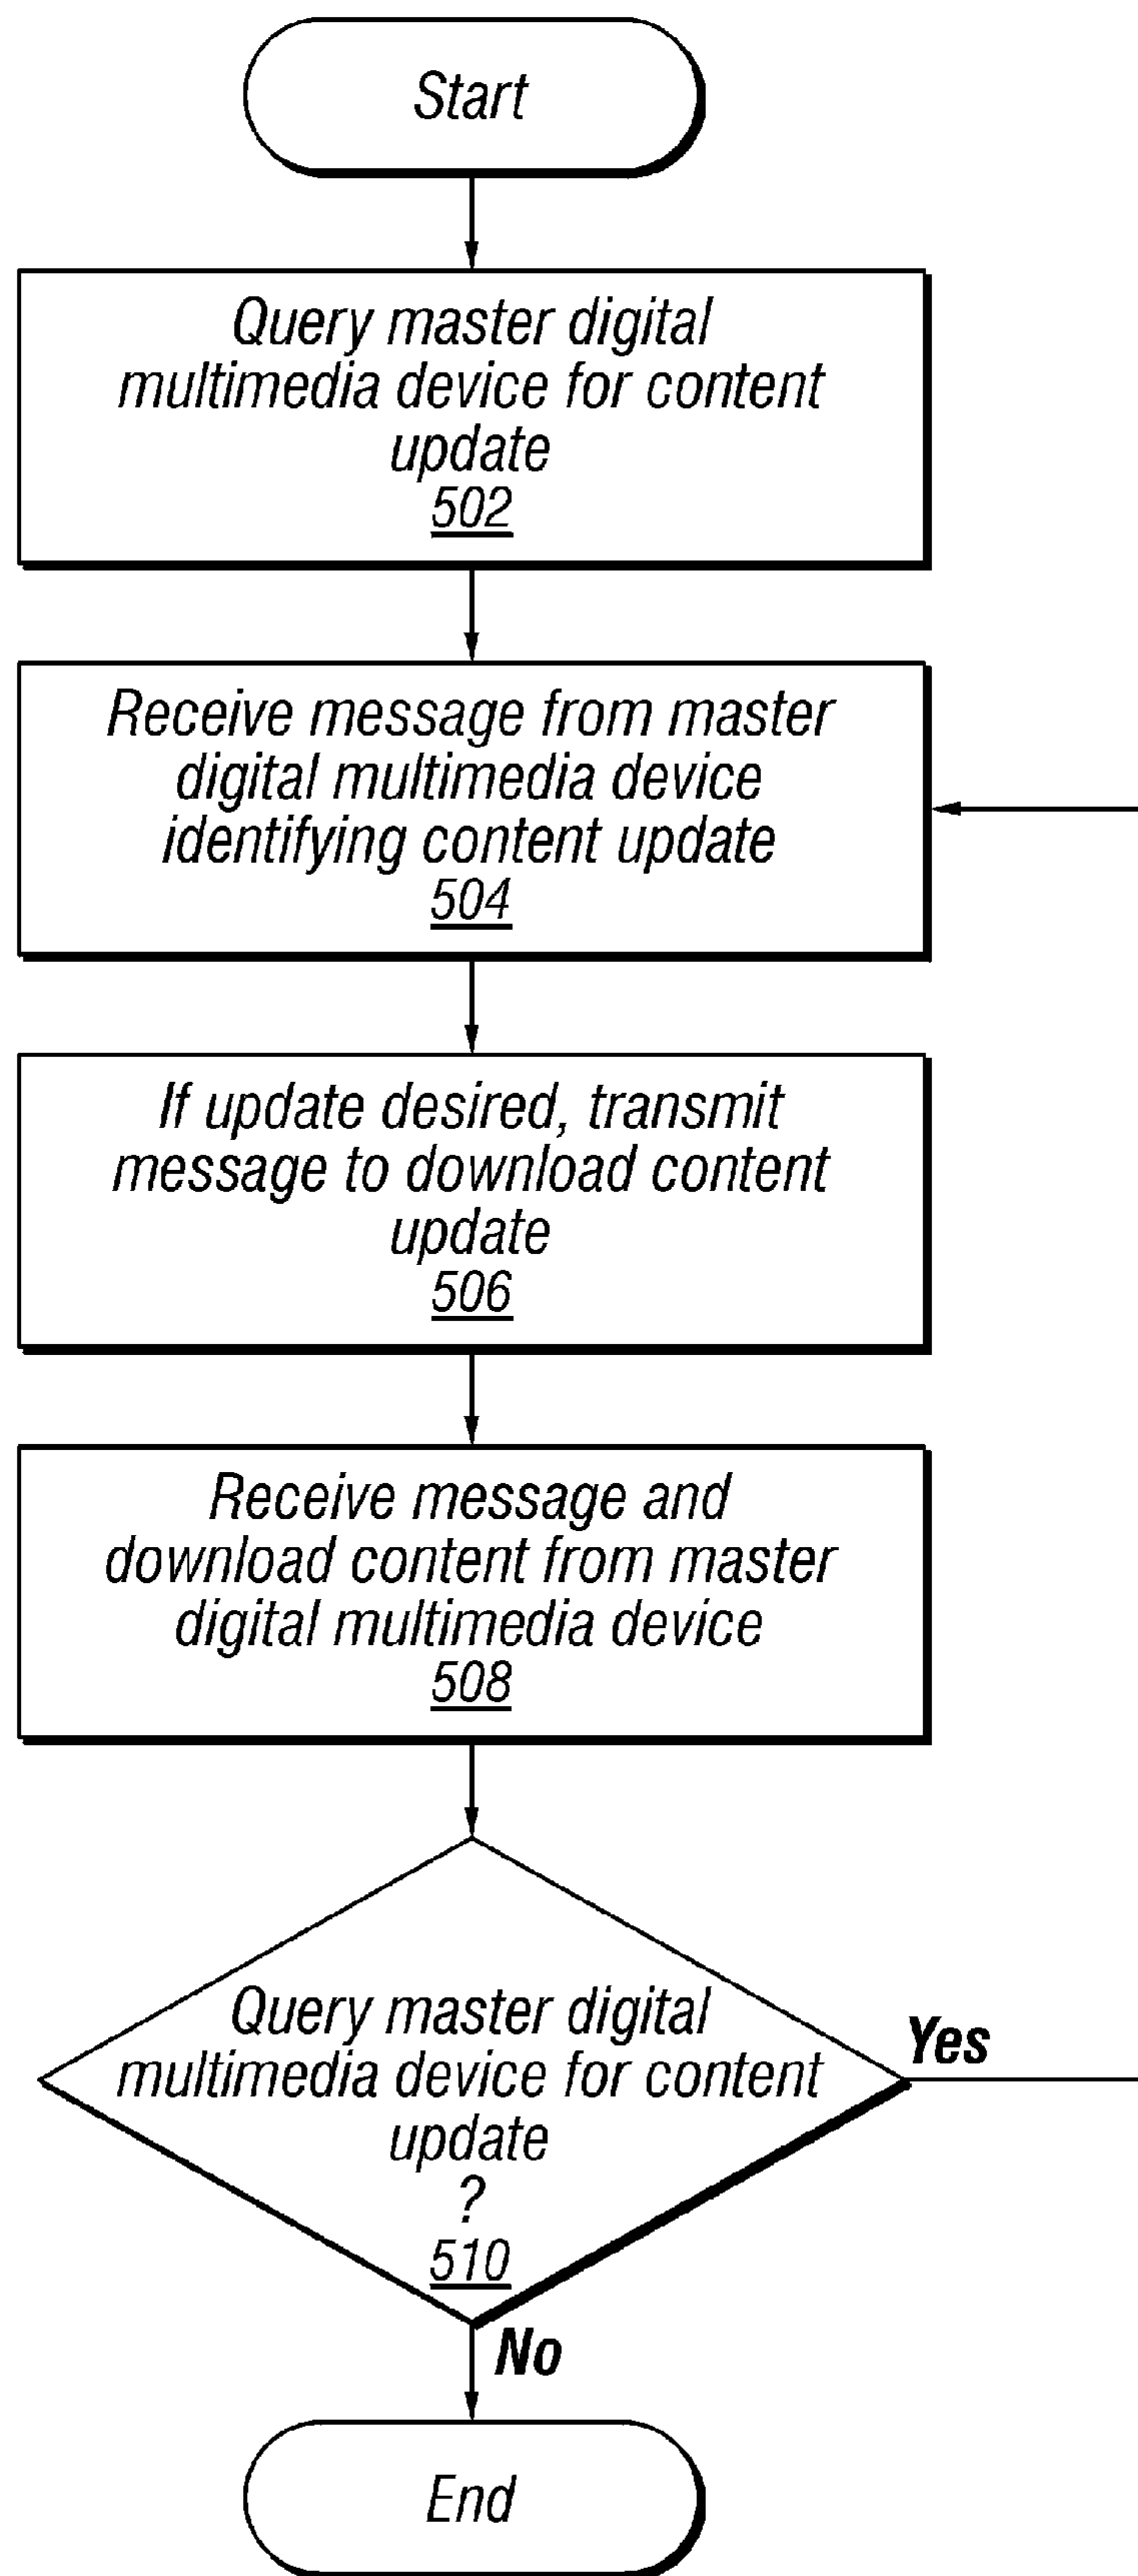 Start
Query master digital
multimedia device for content
update
502
Receive message from master
digital multimedia device
identifying content update
504
If update desired, transmit
message to download content
update
506
Receive message and
download content from master
digital multimedia device
508
Query master digital
multimedia device for content
update
?
510
Yes
No
End